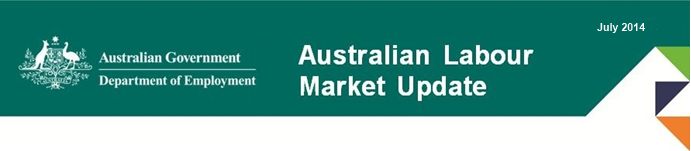 July 2014
Australian Government
Department of Employment
Australian Labour
Market Update